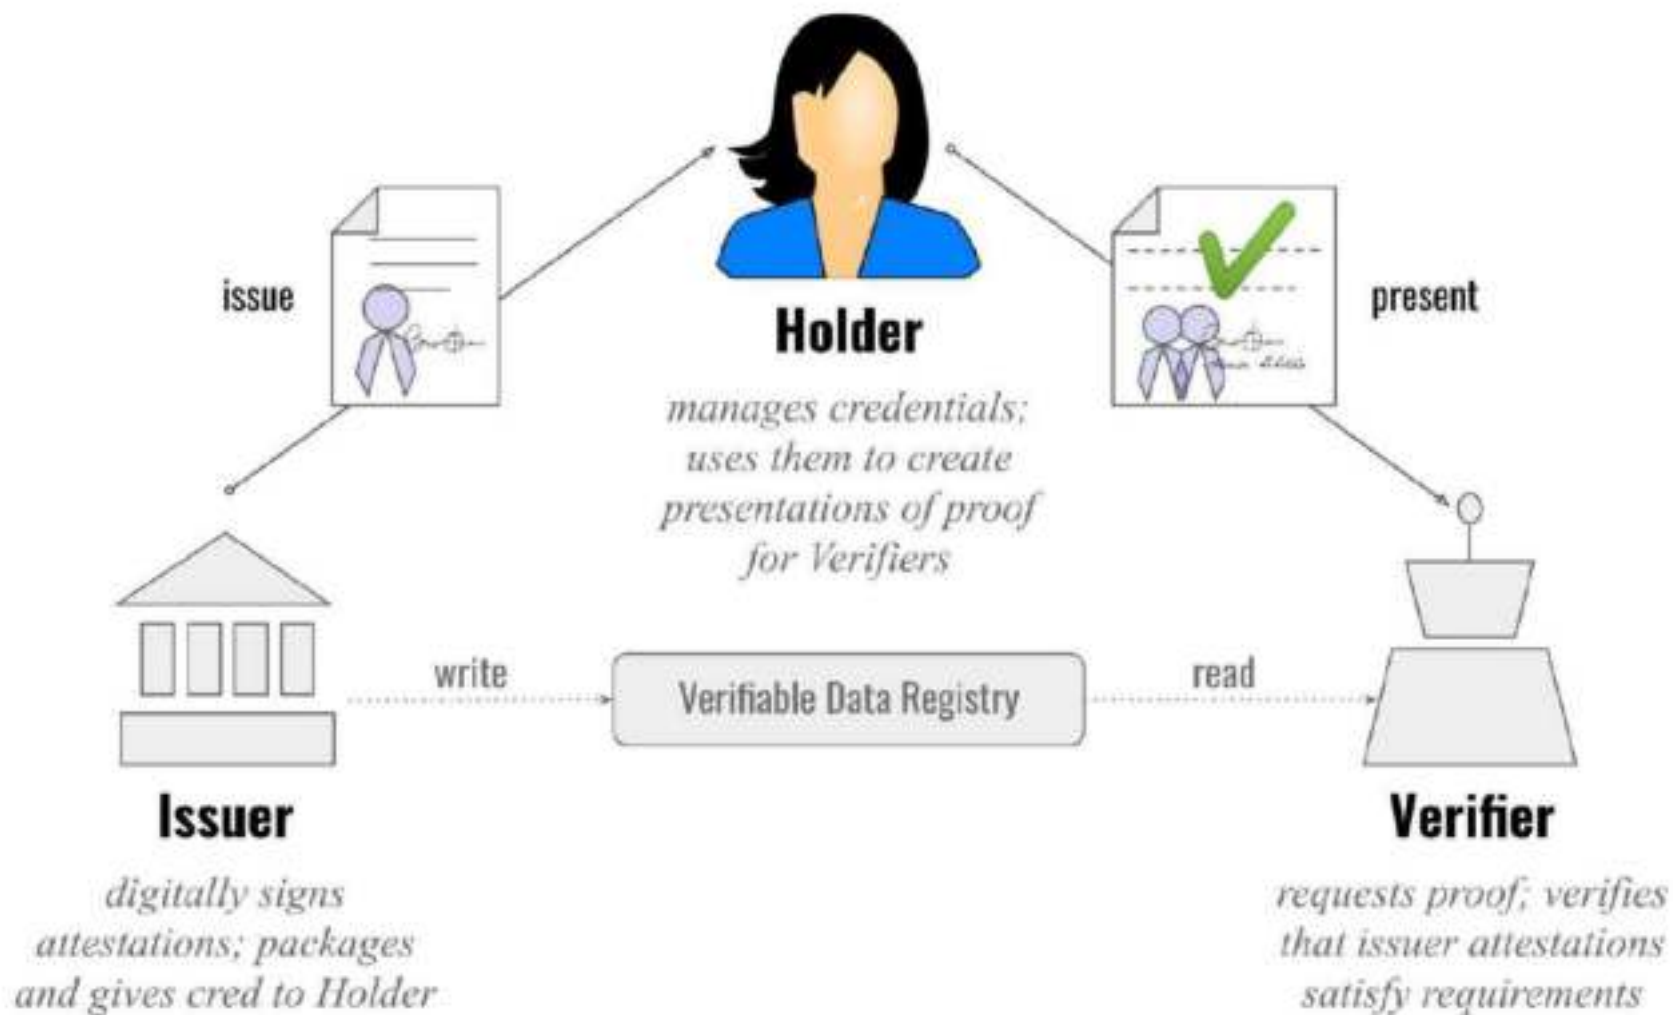 issue
present
Holder
manages credentials;
uses them to create
presentations of proof
for Verifiers
write
Verifiable Data Registry
read
Issuer
digitally signs
attestations; packages
and gives cred to Holder
Verifier
requests proof; verifies
that issuer attestations
satisfy requirements